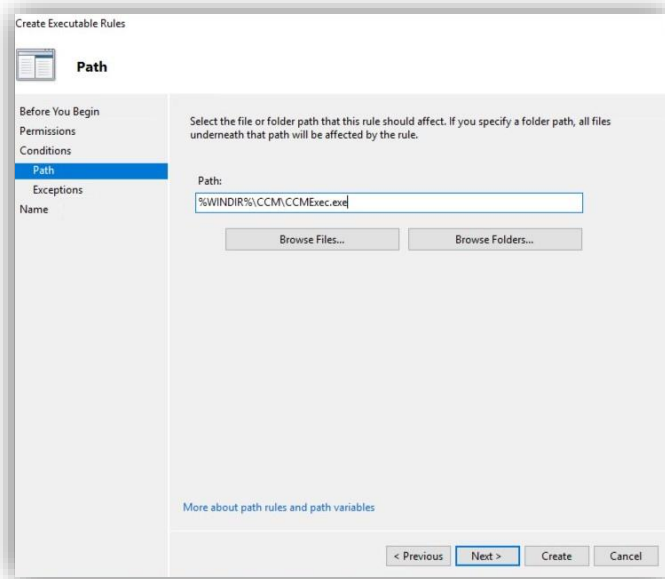 Create Executable Rules
Path
Before You Begin
Permissions
Conditions
Path
Exceptions
Name
Select the file or folder path that this rule should affect. If you specify a folder path, all files
underneath that path will be affected by the rule.
Path:
%WINDIR%\CCM\CCMExec.exe
Browse Files...
Browse Folders...
More about path rules and path variables
< Previous
Next >
Create
Cancel